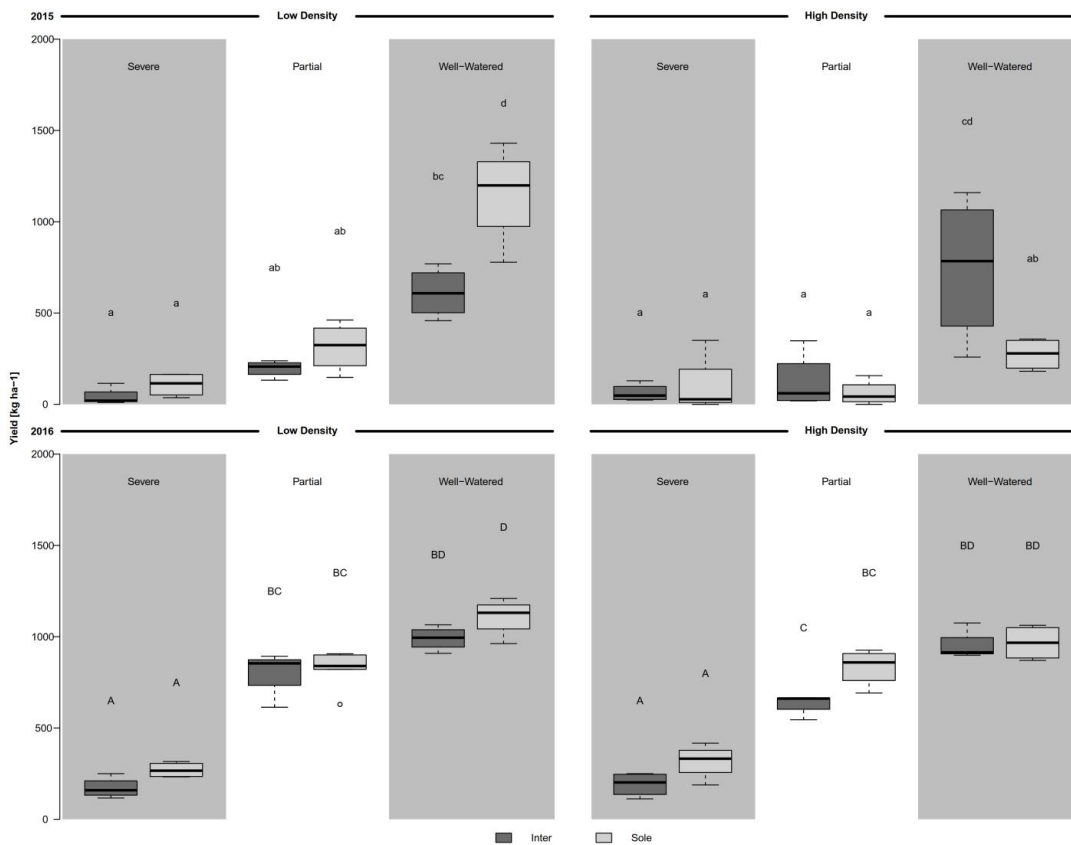 2015 Low Density High Density
2000
Severe Partial Well−Watered Severe Partial Well−Watered
d
cd
1500
bc
1000
ab ab
ab
a a a a a a
500
0
Yield [kg ha−1]
2016 Low Density High Density
2000
Severe Partial Well−Watered Severe Partial Well−Watered
D
BD BD BD
1500
BC BC BC
C
1000
A A A A
500
0
Inter Sole